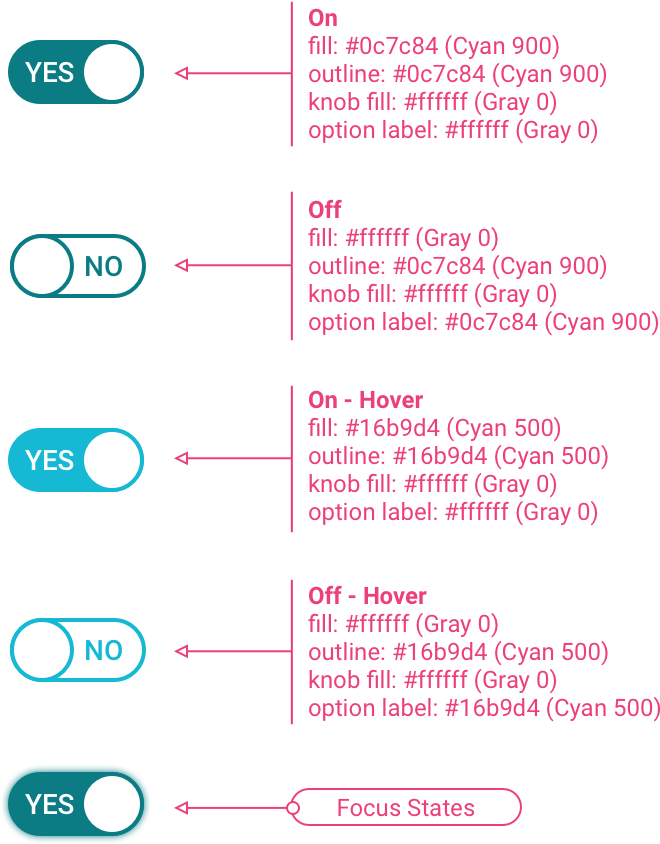 YES
On
fill: #0c7c84 (Cyan 900)
outline: #0c7c84 (Cyan 900)
knob fill: #ffffff (Gray 0)
option label: #ffffff (Gray 0)
NO
Off
fill: #ffffff (Gray 0)
outline: #0c7c84 (Cyan 900)
knob fill: #ffffff (Gray 0)
option label: #0c7c84 (Cyan 900)
YES
On - Hover
fill: #16b9d4 (Cyan 500)
outline: #16b9d4 (Cyan 500)
knob fill: #ffffff (Gray 0)
option label: #ffffff (Gray 0)
NO
Off - Hover
fill: #ffffff (Gray 0)
outline: #16b9d4 (Cyan 500)
knob fill: #ffffff (Gray 0)
option label: #16b9d4 (Cyan 500)
YES
Focus States